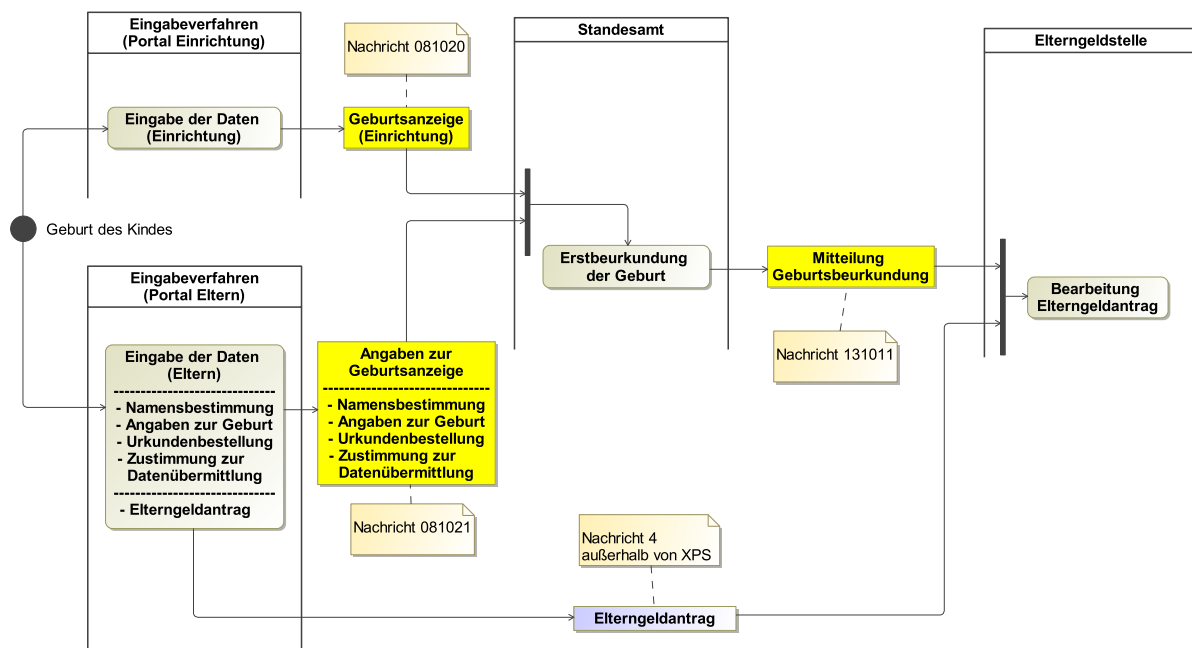 Eingabeverfahren
(Portal Einrichtung)
Nachricht 081020
Standesamt
Elterngeldstelle
Eingabe der Daten
(Einrichtung)
Geburtsanzeige
(Einrichtung)
Geburt des Kindes
Erstbeurkundung
der Geburt
Mitteilung
Geburtsbeurkundung
Bearbeitung
Elterngeldantrag
Nachricht 131011
Eingabeverfahren
(Portal Eltern)
Eingabe der Daten
(Eltern)
----------------------------
- Namensbestimmung
- Angaben zur Geburt
- Urkundenbestellung
- Zustimmung zur
Datenübermittlung
----------------------------
- Elterngeldantrag
Angaben zur
Geburtsanzeige
-----------------------------
- Namensbestimmung
- Angaben zur Geburt
- Urkundenbestellung
- Zustimmung zur
Datenübermittlung
Nachricht 081021
Nachricht 4
außerhalb von XPS
Elterngeldantrag